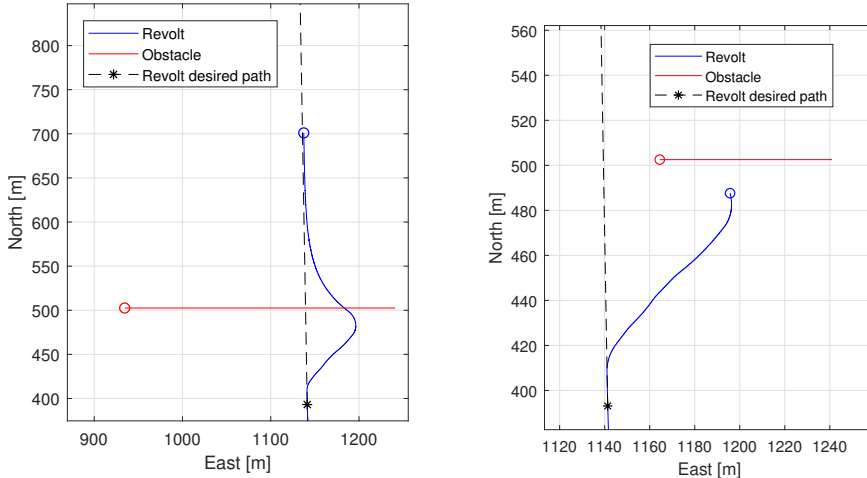 Revolt
Obstacle
Revolt desired path
North [m]
800
750
700
650
600
550
500
450
400
900 1000 1100 1200
East [m]
Revolt
Obstacle
Revolt desired path
North [m]
560
540
520
500
480
460
440
420
400
1120 1140 1160 1180 1200 1220 1240
East [m]